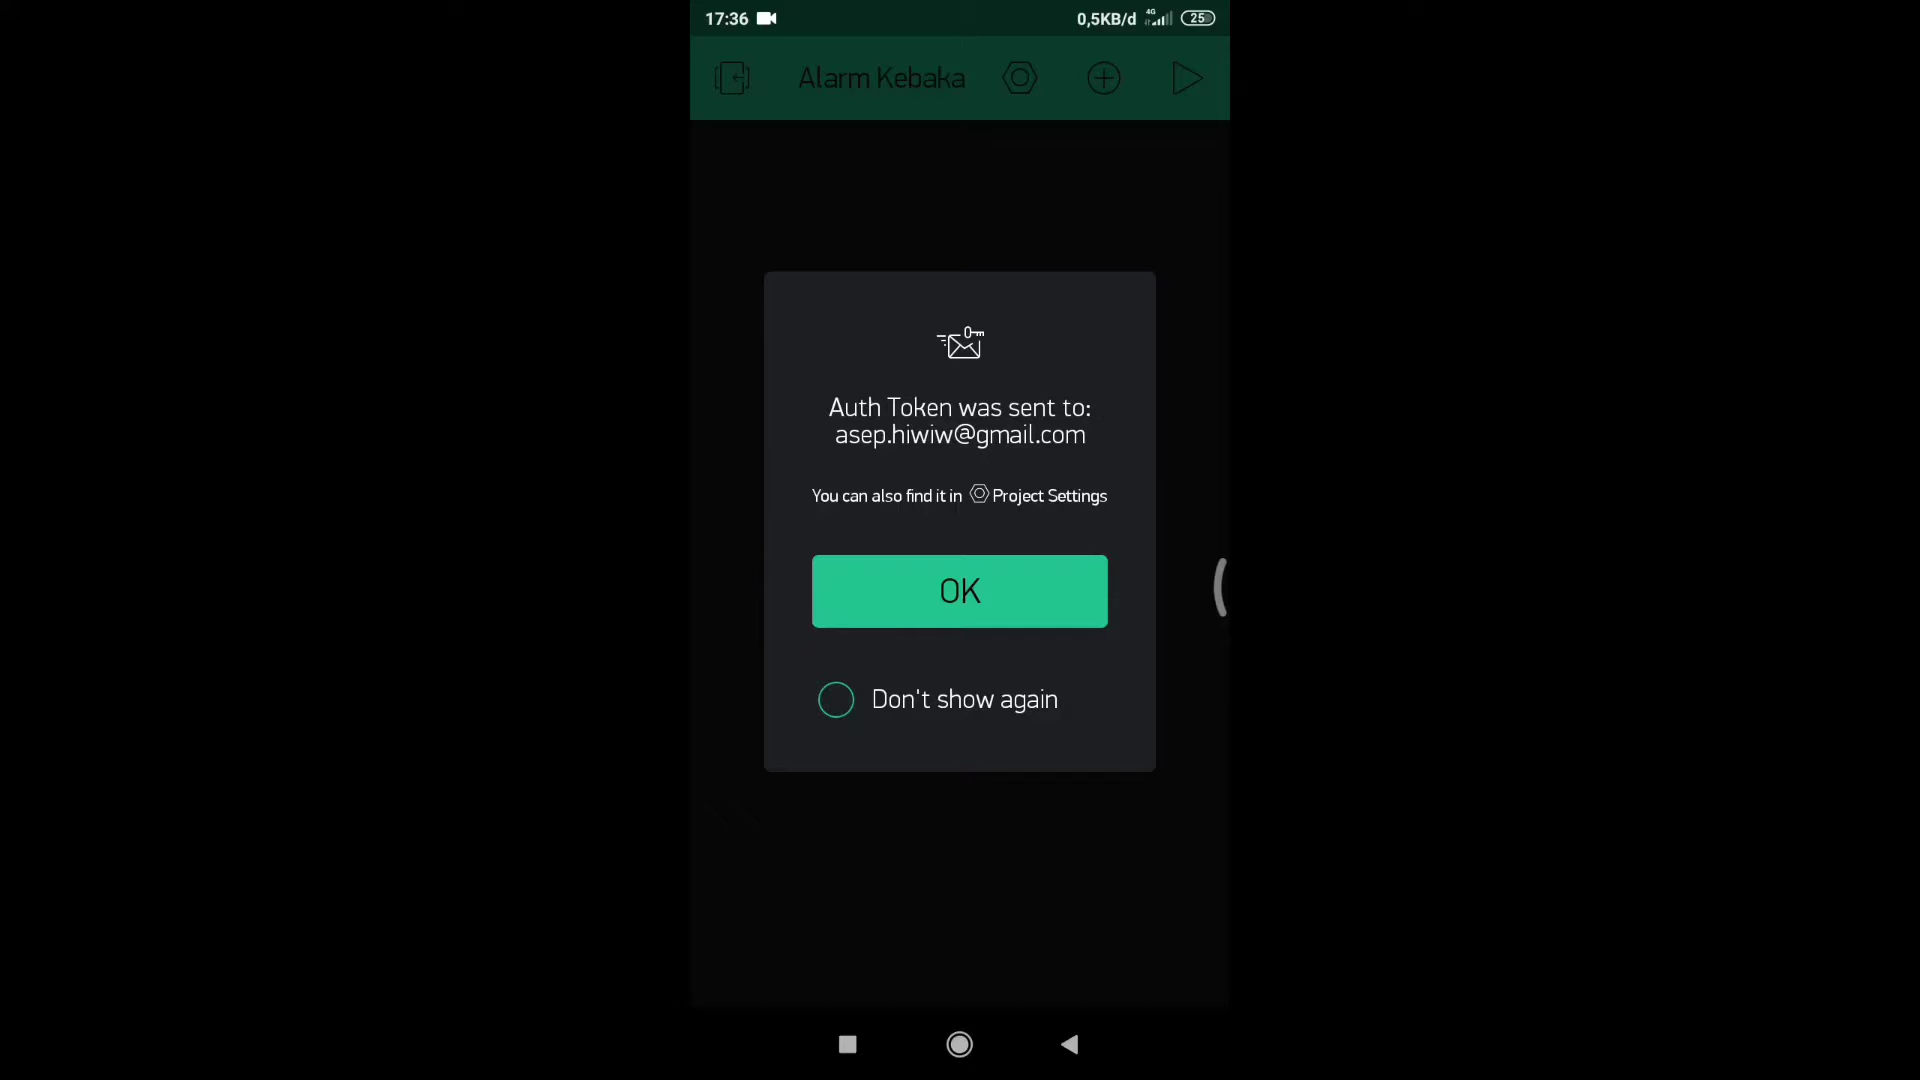 17:36 0,5KB/d 4G 25
Alarm Kebaka
Auth Token was sent to:
asep.hiwiw@gmail.com
You can also find it in Project Settings
OK
Don't show again